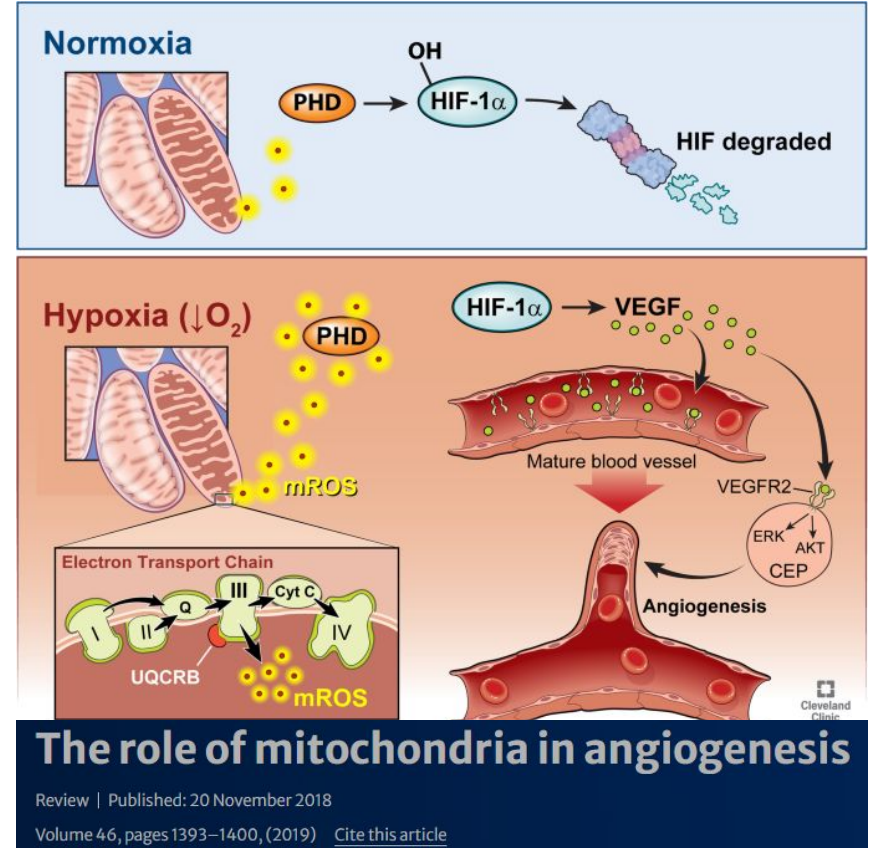 Normoxia
PHD
OH
HIF-1α
HIF degraded
Hypoxia (↓O₂)
PHD
mROS
Electron Transport Chain
I
II
Q
III
Cyt C
IV
UQCRB
mROS
HIF-1α
VEGF
Mature blood vessel
VEGFR2
ERK
AKT
CEP
Angiogenesis
Cleveland
Clinic
The role of mitochondria in angiogenesis
Review | Published: 20 November 2018
Volume 46, pages 1393–1400, (2019) Cite this article